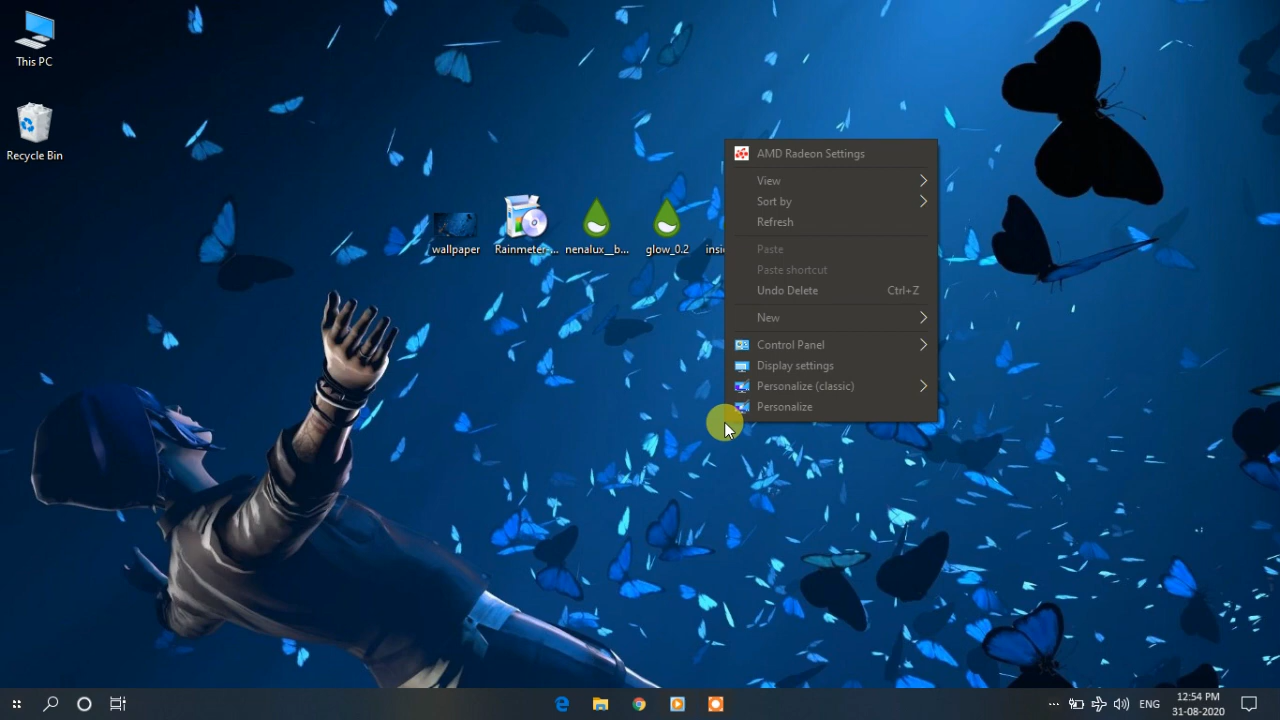 This PC
Recycle Bin
wallpaper
Rainmeter-...
nenalux__b...
glow_0.2
AMD Radeon Settings
View
Sort by
Refresh
Paste
Paste shortcut
Undo Delete Ctrl+Z
New
Control Panel
Display settings
Personalize (classic)
Personalize
ENG
12:54 PM
31-08-2020